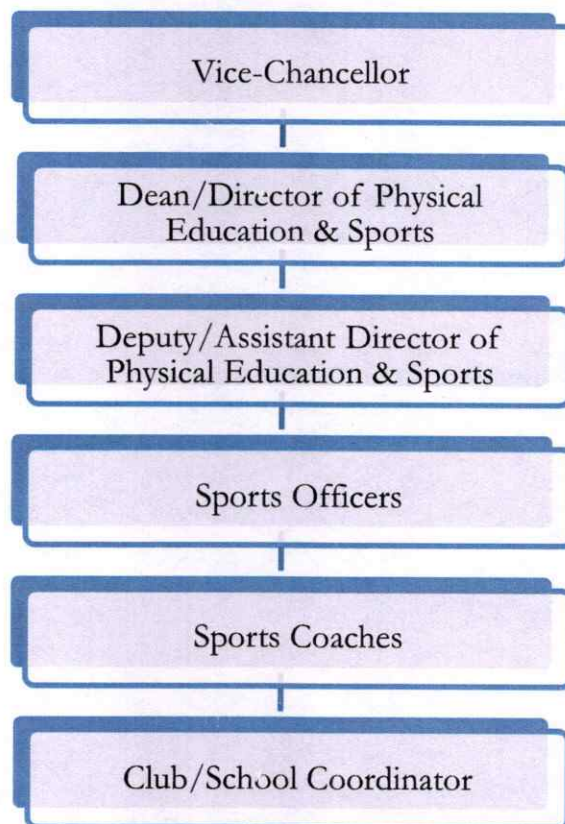 Vice-Chancellor
Dean/Director of Physical
Education & Sports
Deputy/Assistant Director of
Physical Education & Sports
Sports Officers
Sports Coaches
Club/School Coordinator